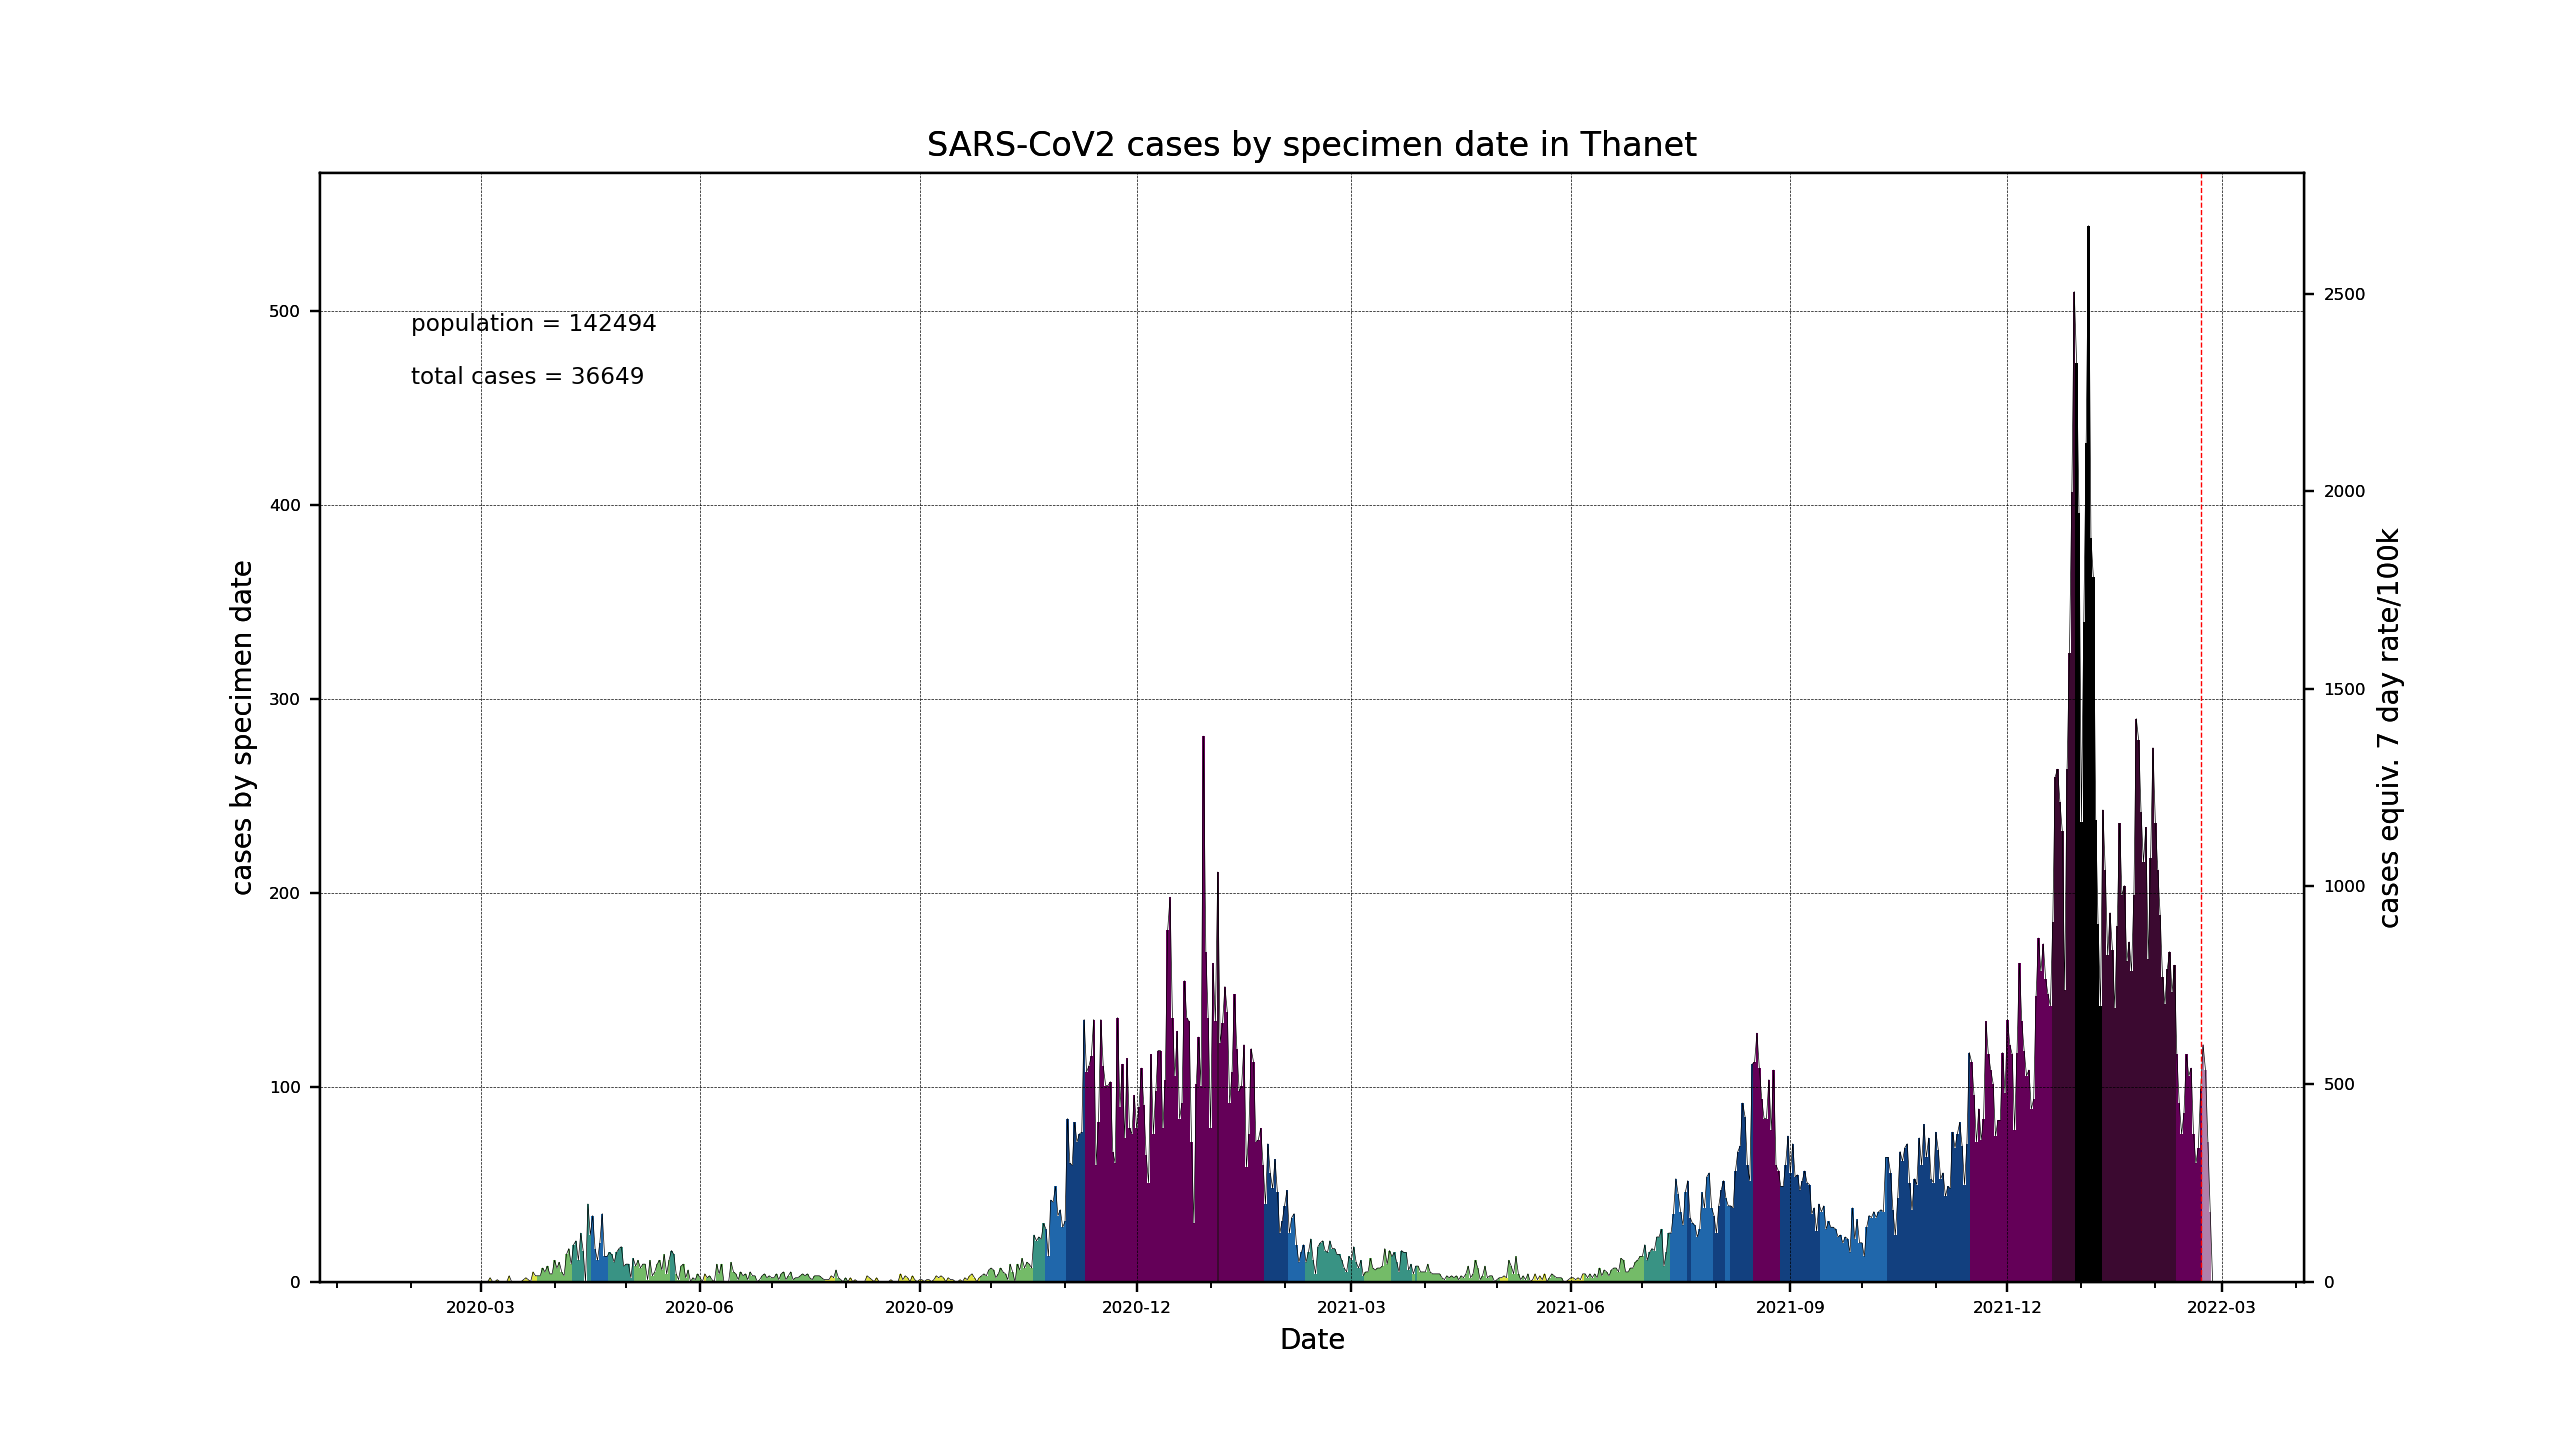 SARS-CoV2 cases by specimen date in Thanet
population = 142494
total cases = 36649
cases by specimen date
500
400
300
200
100
0
2500
2000
1500
1000
500
0
cases equiv. 7 day rate/100k
2020-03 2020-06 2020-09 2020-12 2021-03 2021-06 2021-09 2021-12 2022-03
Date